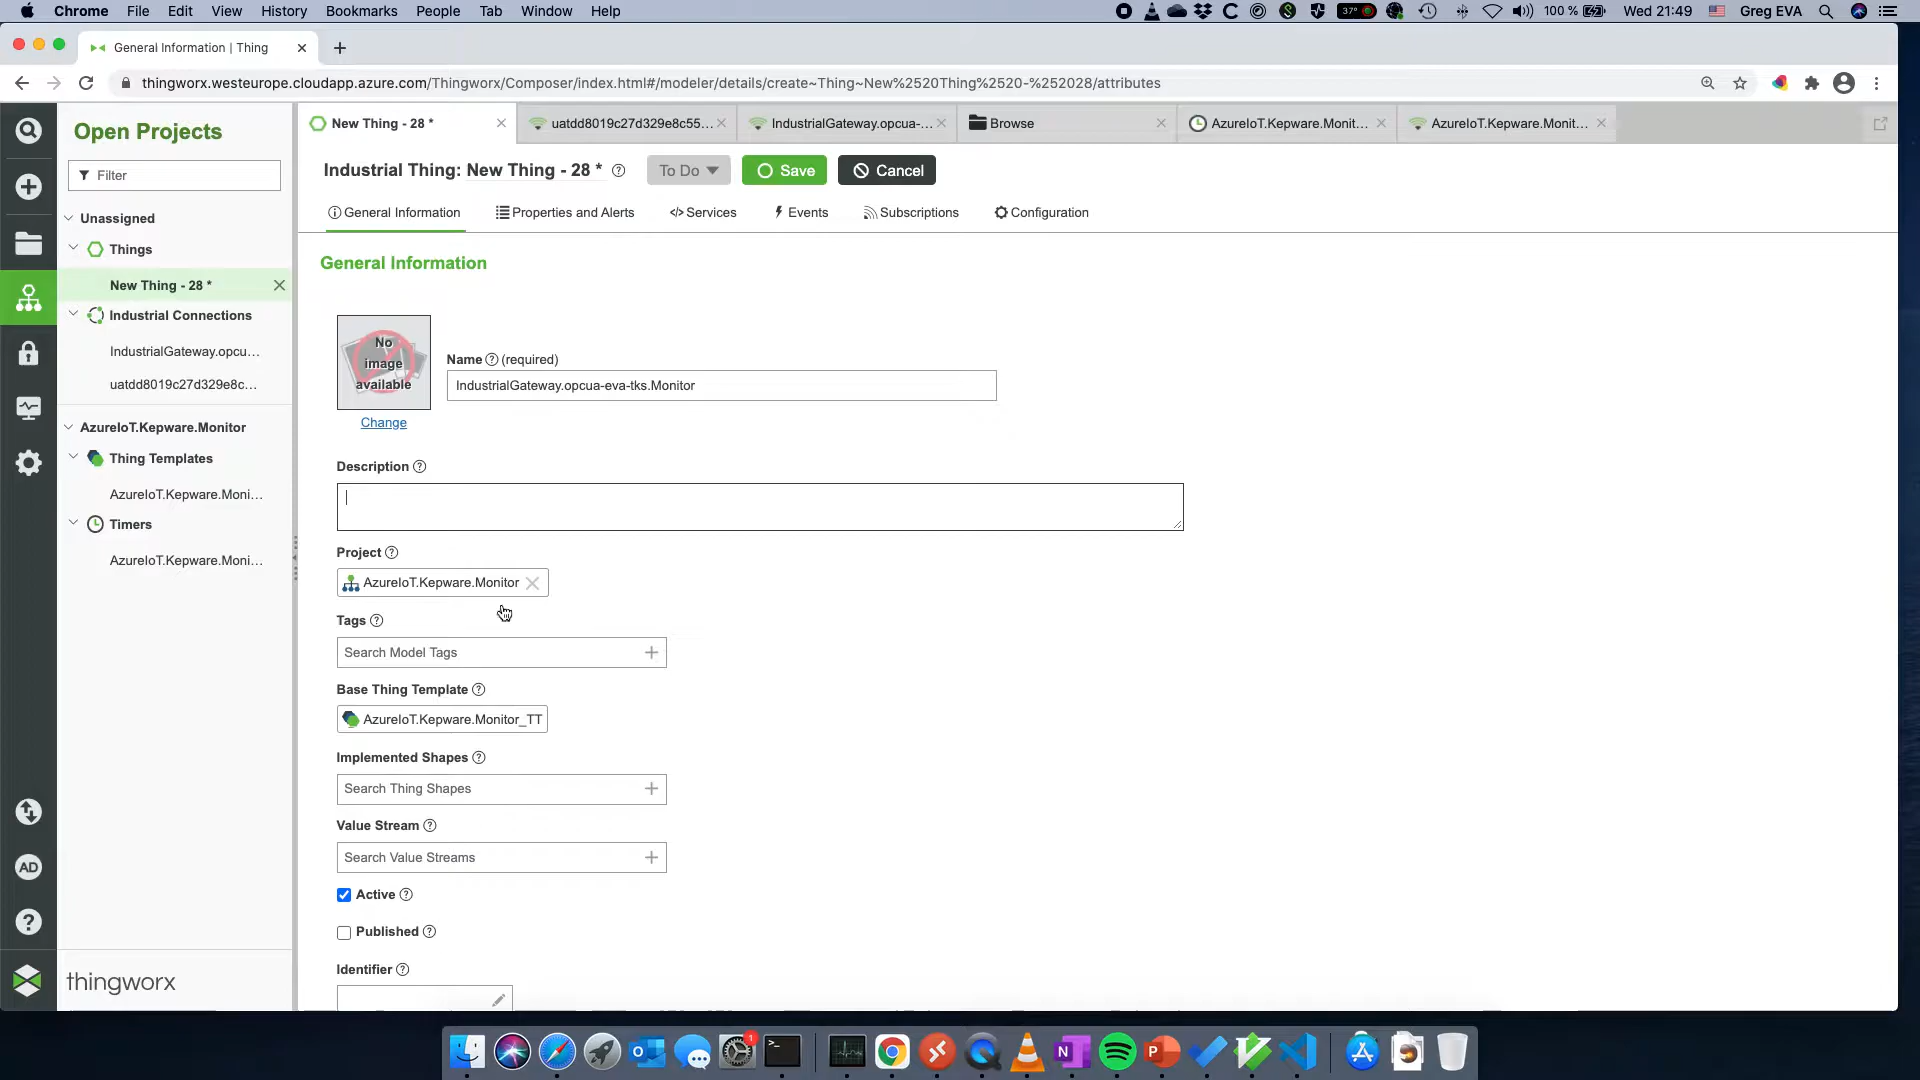 Chrome File Edit View History Bookmarks People Tab Window Help
37° 100 % Wed 21:49 Greg EVA
General Information | Thing
thingworx.westeurope.cloudapp.azure.com/Thingworx/Composer/index.html#/modeler/details/create~Thing~New%2520Thing%2520-%252028/attributes
Open Projects
Filter
Unassigned
Things
New Thing - 28 *
Industrial Connections
IndustrialGateway.opcu...
uatdd8019c27d329e8c...
AzureIoT.Kepware.Monitor
Thing Templates
AzureIoT.Kepware.Moni...
Timers
AzureIoT.Kepware.Moni...
AD
thingworx
New Thing - 28 *
uatdd8019c27d329e8c55...
IndustrialGateway.opcua-...
Browse
AzureIoT.Kepware.Monit...
AzureIoT.Kepware.Monit...
Industrial Thing: New Thing - 28 * To Do Save Cancel
General Information Properties and Alerts Services Events Subscriptions Configuration
General Information
No
image
available
Change
Name (required)
IndustrialGateway.opcua-eva-tks.Monitor
Description
Project
AzureIoT.Kepware.Monitor
Tags
Search Model Tags
Base Thing Template
AzureIoT.Kepware.Monitor_TT
Implemented Shapes
Search Thing Shapes
Value Stream
Search Value Streams
Active
Published
Identifier
1